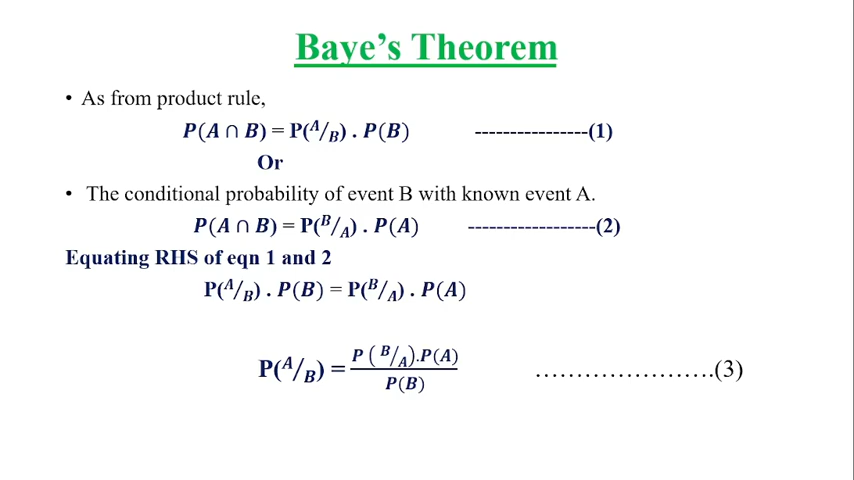 Baye's Theorem
• As from product rule,
P(A ∩ B) = P(A/B) . P(B) ----------------(1)
Or
• The conditional probability of event B with known event A.
P(A ∩ B) = P(B/A) . P(A) ------------------(2)
Equating RHS of eqn 1 and 2
P(A/B) . P(B) = P(B/A) . P(A)
P(A/B) = P (B/A).P(A) / P(B) …………………..(3)